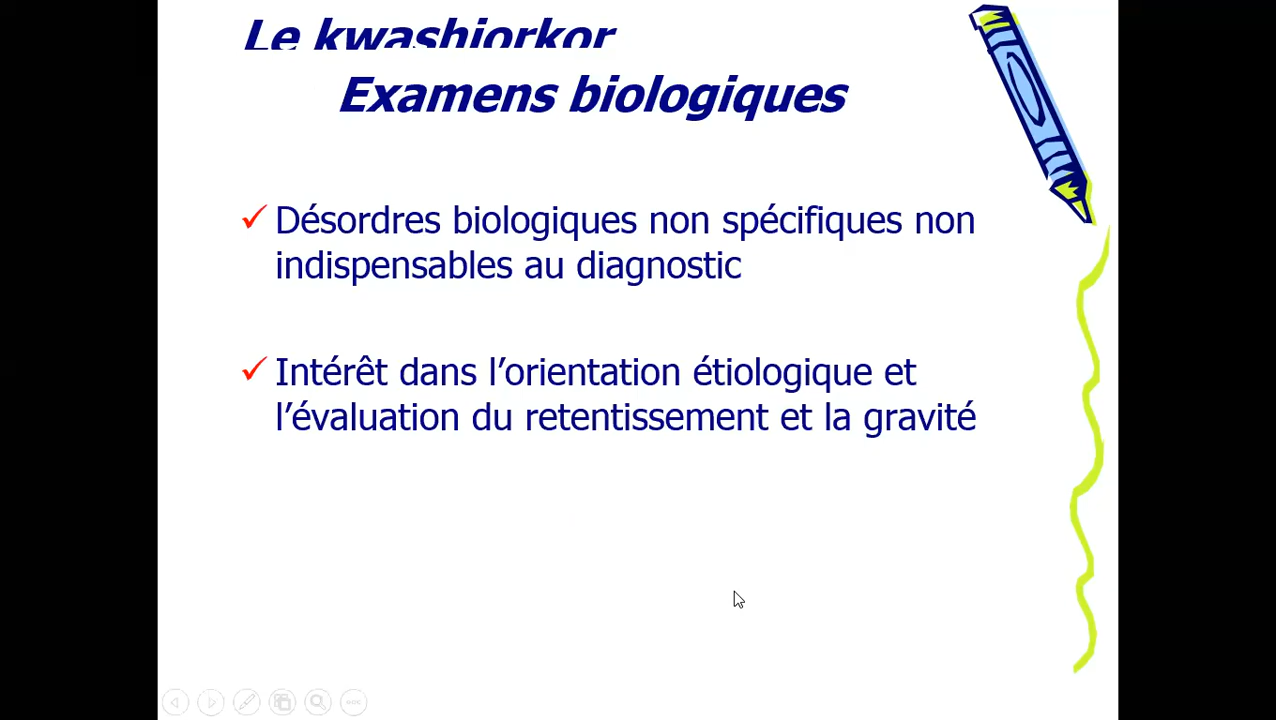 Le kwashiorkor
Examens biologiques
✓ Désordres biologiques non spécifiques non
indispensables au diagnostic
✓ Intérêt dans l’orientation étiologique et
l’évaluation du retentissement et la gravité